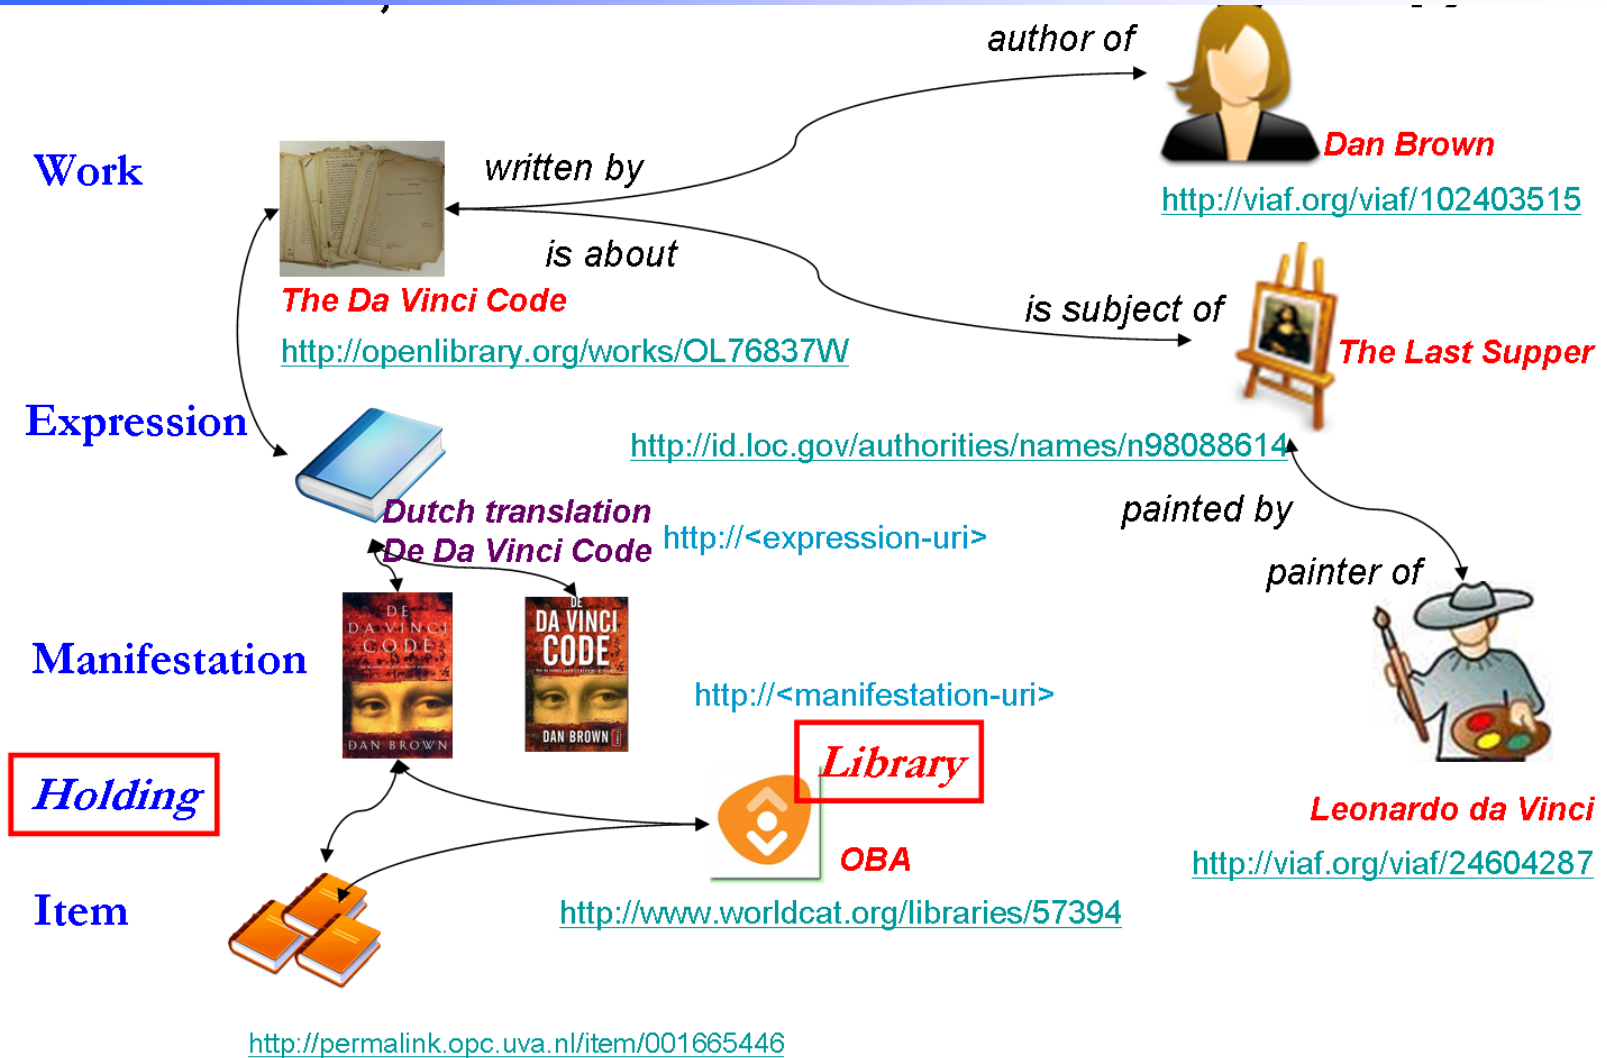 author of
Dan Brown
http://viaf.org/viaf/102403515
Work
written by
is about
The Da Vinci Code
http://openlibrary.org/works/OL76837W
is subject of
The Last Supper
Expression
http://id.loc.gov/authorities/names/n98088614
Dutch translation
De Da Vinci Code
http://<expression-uri>
painted by
painter of
Manifestation
DE
DA VINCI
CODE
DAN BROWN
DE
DA VINCI
CODE
DAN BROWN
http://<manifestation-uri>
Library
Holding
OBA
http://www.worldcat.org/libraries/57394
Leonardo da Vinci
http://viaf.org/viaf/24604287
Item
http://permalink.opc.uva.nl/item/001665446